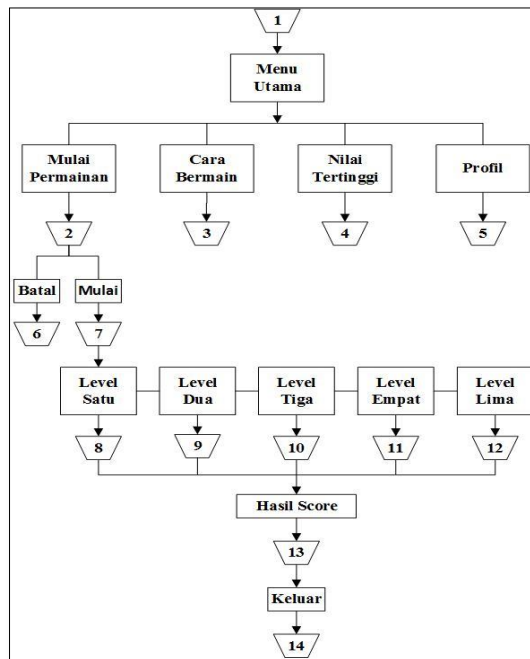 1
Menu
Utama
Mulai
Permainan
Cara
Bermain
Nilai
Tertinggi
Profil
2
3
4
5
Batal
Mulai
6
7
Level
Satu
Level
Dua
Level
Tiga
Level
Empat
Level
Lima
8
9
10
11
12
Hasil Score
13
Keluar
14